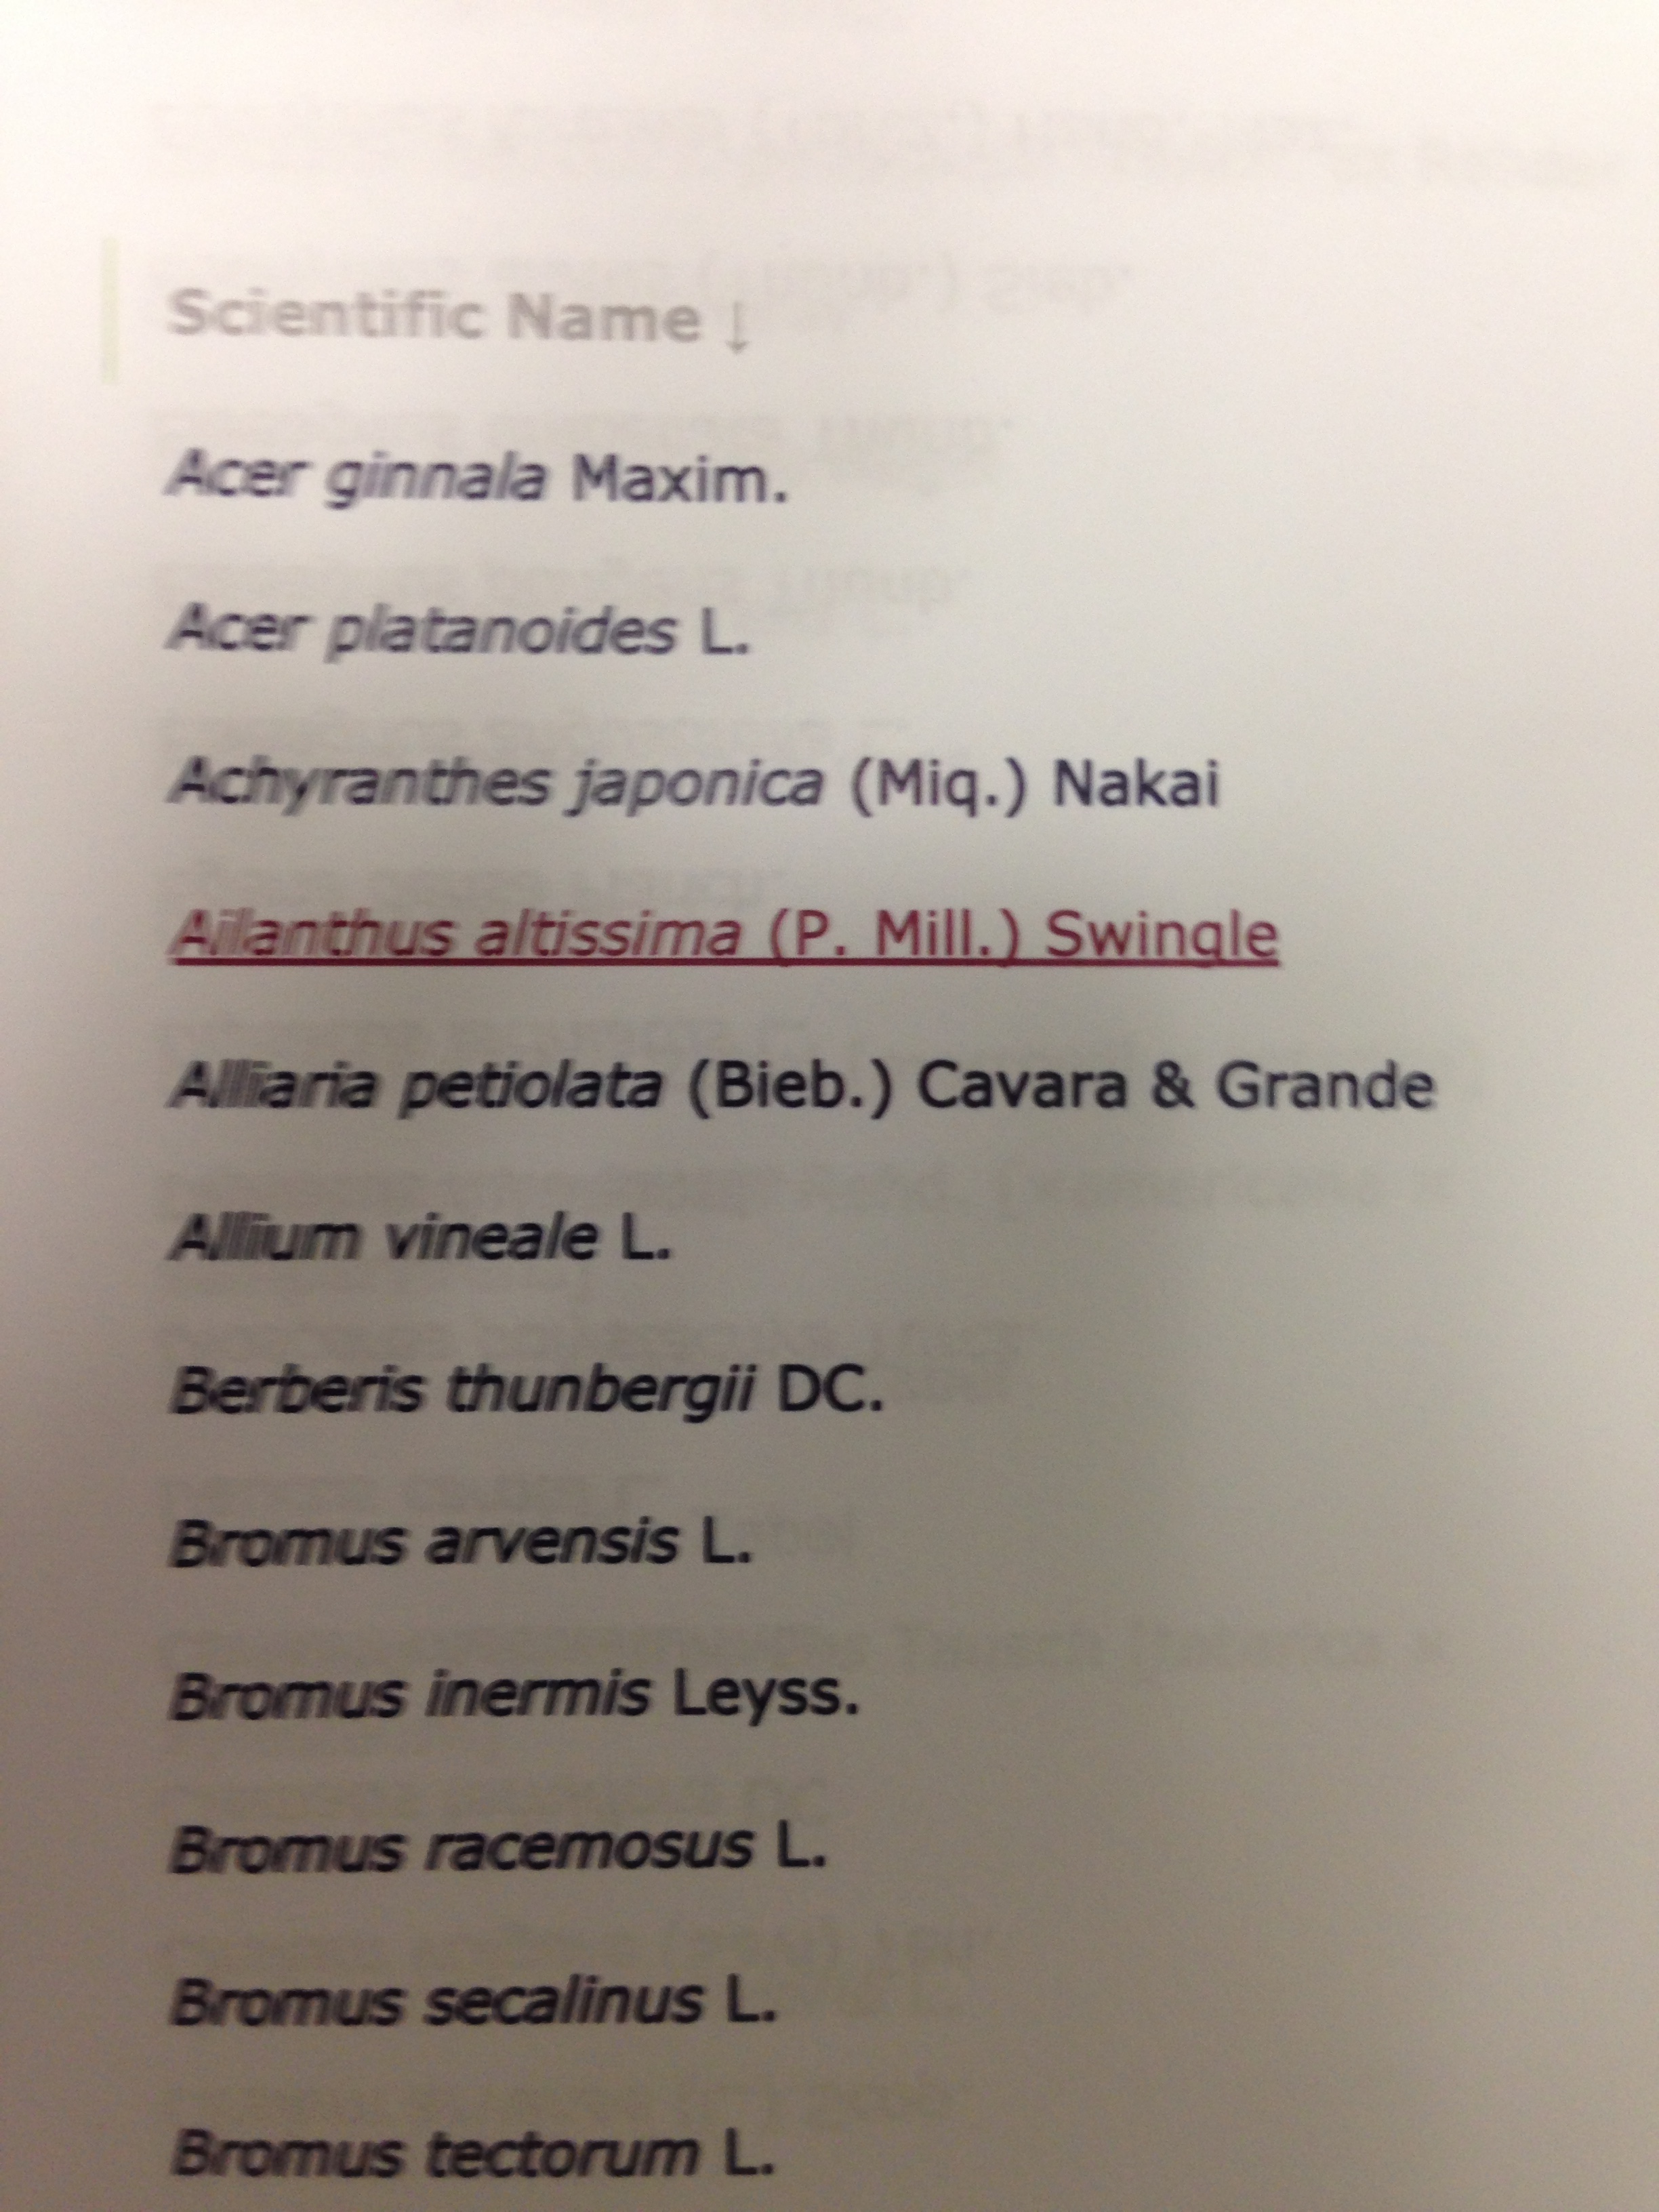 Scientific Name ↓
Acer ginnala Maxim.
Acer platanoides L.
Achyranthes japonica (Miq.) Nakai
Ailanthus altissima (P. Mill.) Swingle
Alliaria petiolata (Bieb.) Cavara & Grande
Allium vineale L.
Berberis thunbergii DC.
Bromus arvensis L.
Bromus inermis Leyss.
Bromus racemosus L.
Bromus secalinus L.
Bromus tectorum L.